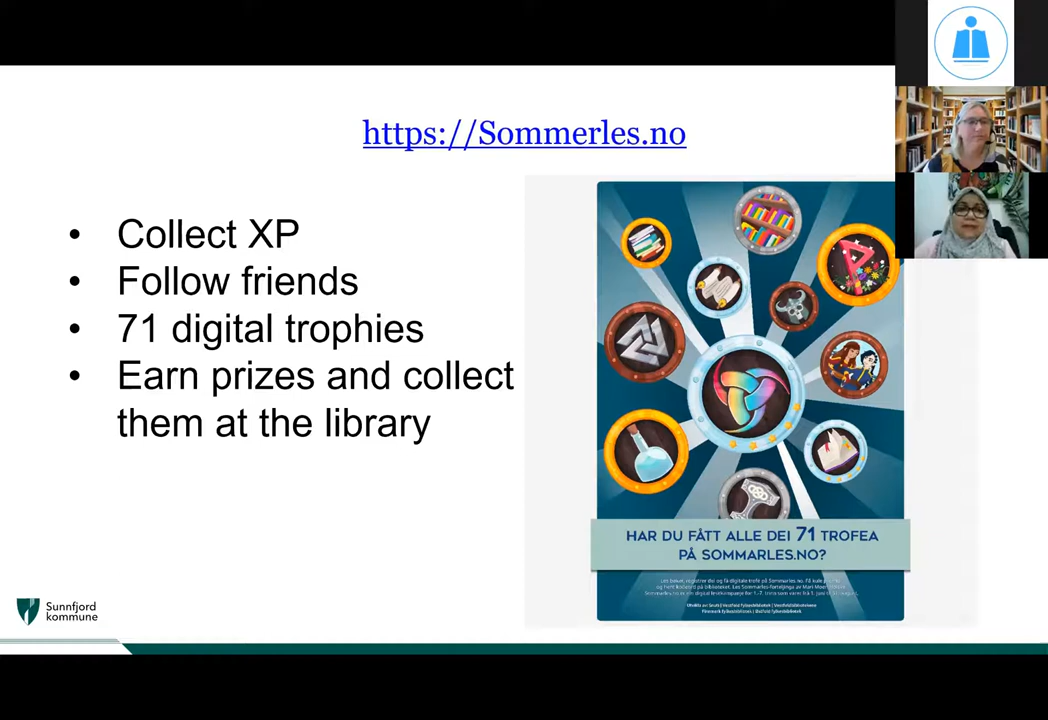 https://Sommerles.no
• Collect XP
• Follow friends
• 71 digital trophies
• Earn prizes and collect
them at the library
HAR DU FÅTT ALLE DEI 71 TROFEA
PÅ SOMMARLES.NO?
Sunnfjord
kommune